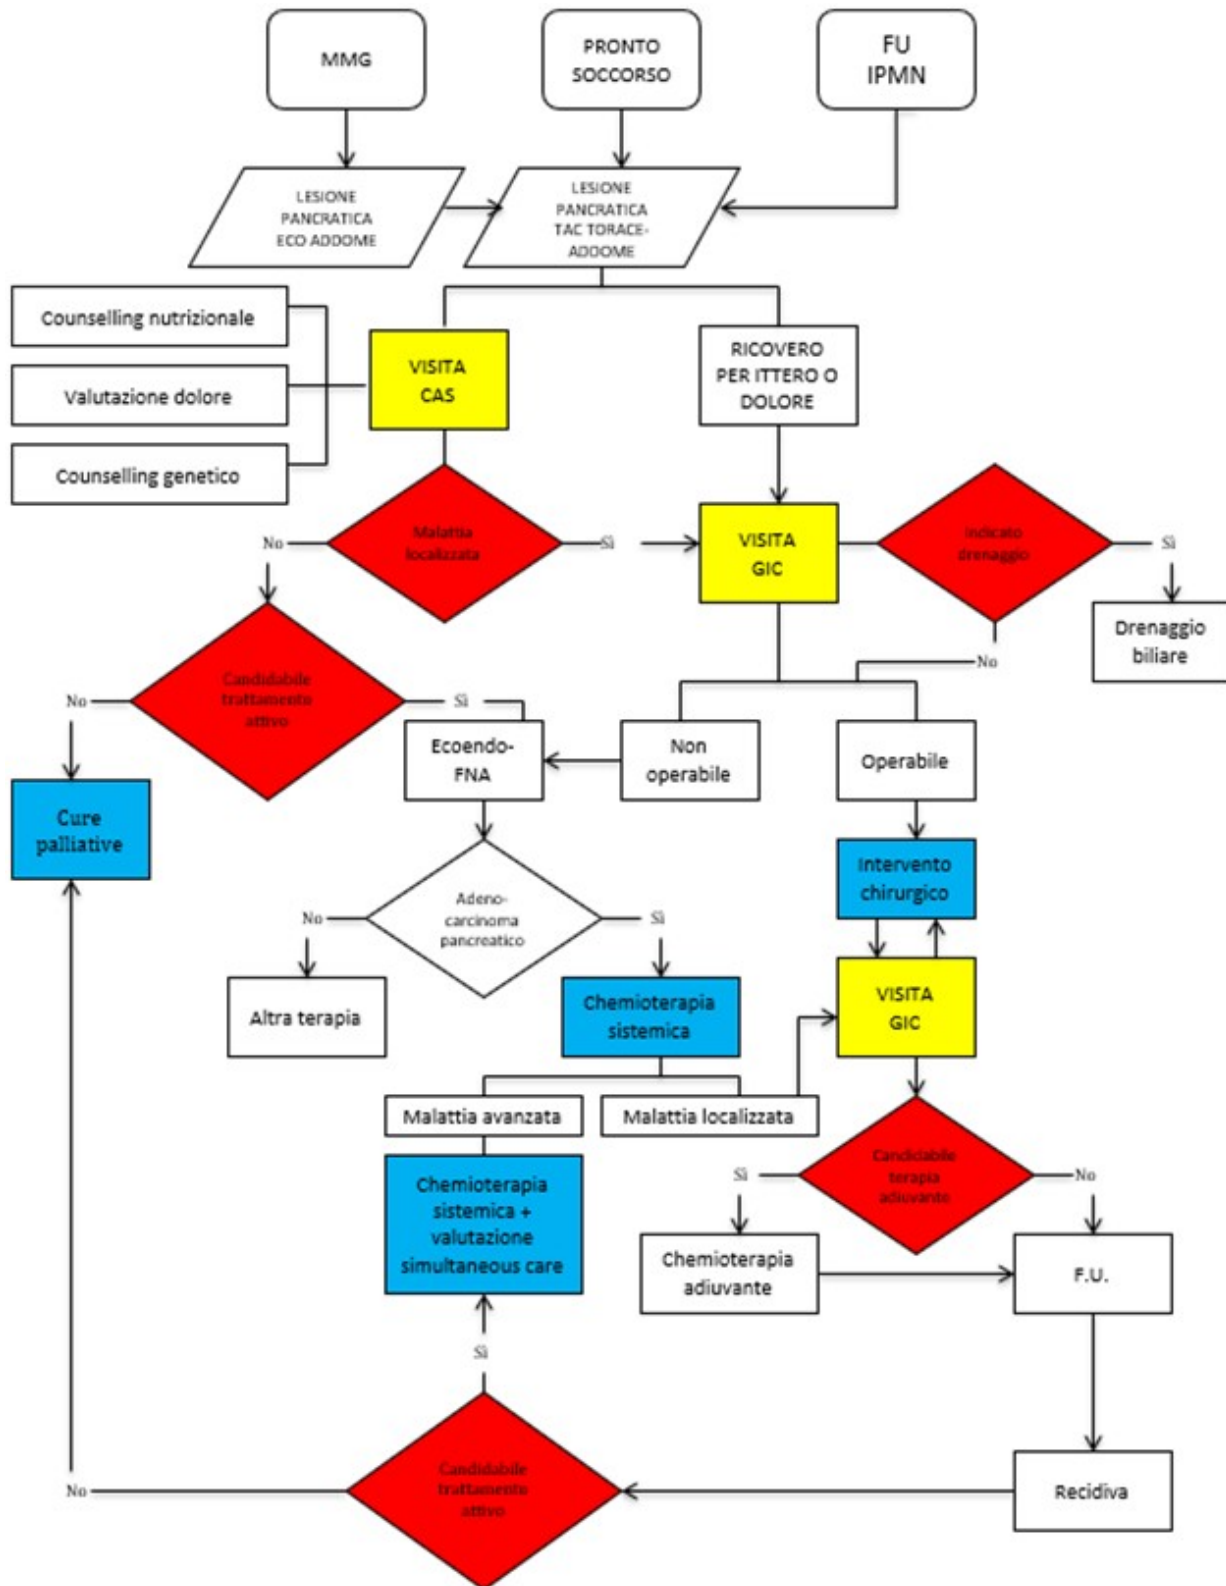 MMG
PRONTO
SOCCORSO
FU
IPMN
LESIONE
PANCRATICA
ECO ADDOME
LESIONE
PANCRATICA
TAC TORACE-
ADDOME
Counselling nutrizionale
Valutazione dolore
Counselling genetico
VISITA
CAS
RICOVERO
PER ITTERO O
DOLORE
No
Malattia
localizzata
Sì
VISITA
GIC
Indicato
drenaggio
Sì
Drenaggio
biliare
No
No
Candidabile
trattamento
attivo
Sì
Ecoendo-
FNA
Non
operabile
Operabile
Cure
palliative
Intervento
chirurgico
No
Adeno-
carcinoma
pancreatico
Sì
Altra terapia
Chemioterapia
sistemica
VISITA
GIC
Malattia avanzata
Malattia localizzata
Chemioterapia
sistemica +
valutazione
simultaneous care
Sì
Candidabile
terapia
adiuvante
No
Chemioterapia
adiuvante
F.U.
Sì
No
Candidabile
trattamento
attivo
Recidiva